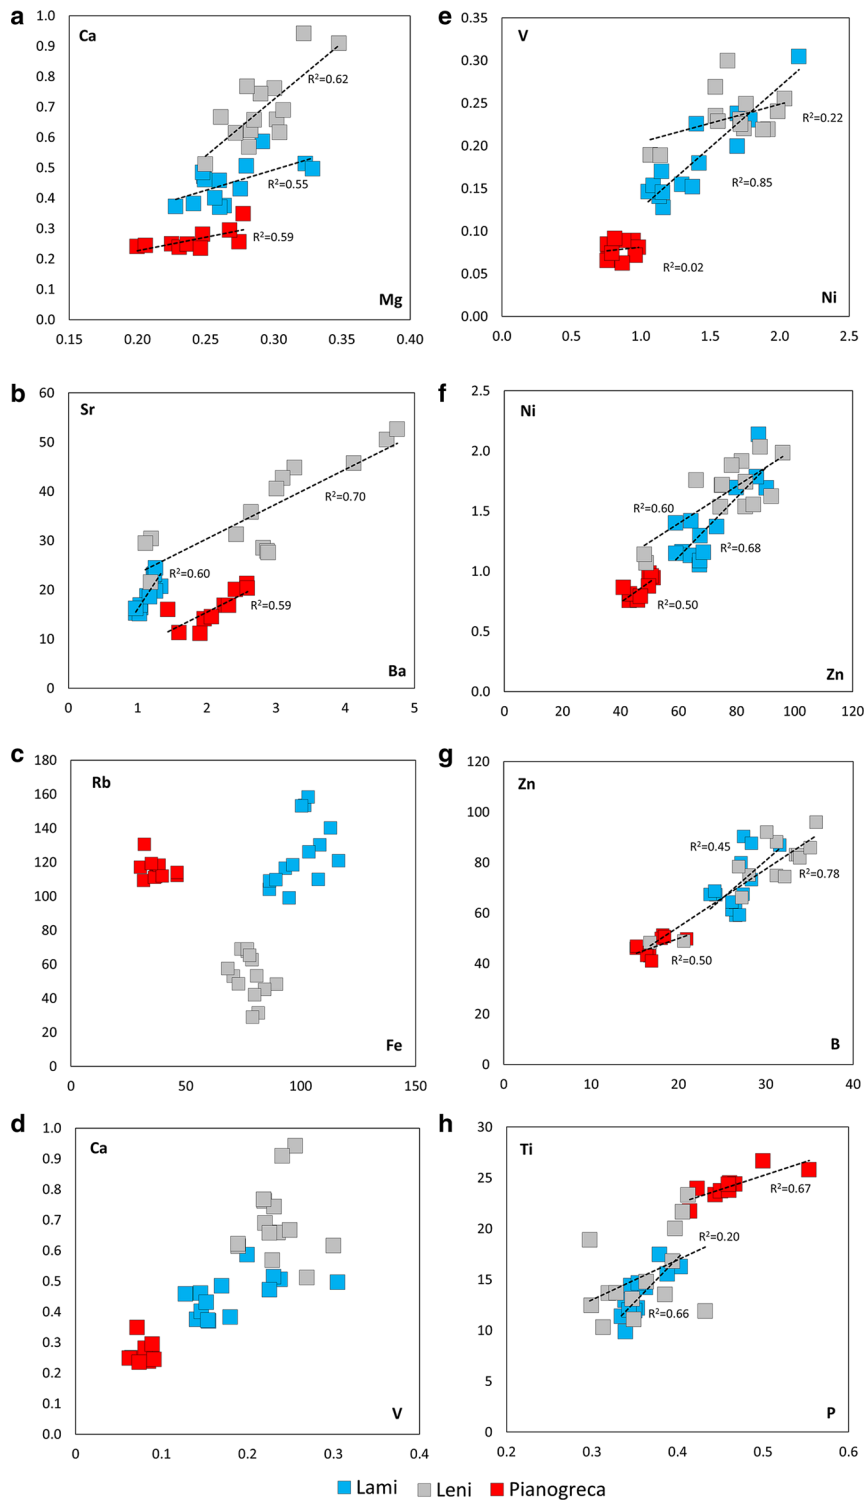 a
Ca
1.0
0.9
0.8
0.7
0.6
0.5
0.4
0.3
0.2
0.1
0.0
R²=0.62
R²=0.55
R²=0.59
Mg
0.15
0.20
0.25
0.30
0.35
0.40
b
Sr
60
50
40
30
20
10
0
R²=0.70
R²=0.60
R²=0.59
Ba
0
1
2
3
4
5
c
Rb
180
160
140
120
100
80
60
40
20
0
Fe
0
50
100
150
d
Ca
1.0
0.9
0.8
0.7
0.6
0.5
0.4
0.3
0.2
0.1
0.0
V
0
0.1
0.2
0.3
0.4
e
V
0.35
0.30
0.25
0.20
0.15
0.10
0.05
0.00
R²=0.22
R²=0.85
R²=0.02
Ni
0.0
0.5
1.0
1.5
2.0
2.5
f
Ni
2.5
2.0
1.5
1.0
0.5
0.0
R²=0.60
R²=0.68
R²=0.50
Zn
0
20
40
60
80
100
120
g
Zn
120
100
80
60
40
20
0
R²=0.45
R²=0.78
R²=0.50
B
0
10
20
30
40
h
Ti
30
25
20
15
10
5
0
R²=0.67
R²=0.20
R²=0.66
P
0.2
0.3
0.4
0.5
0.6
Lami
Leni
Pianogreca